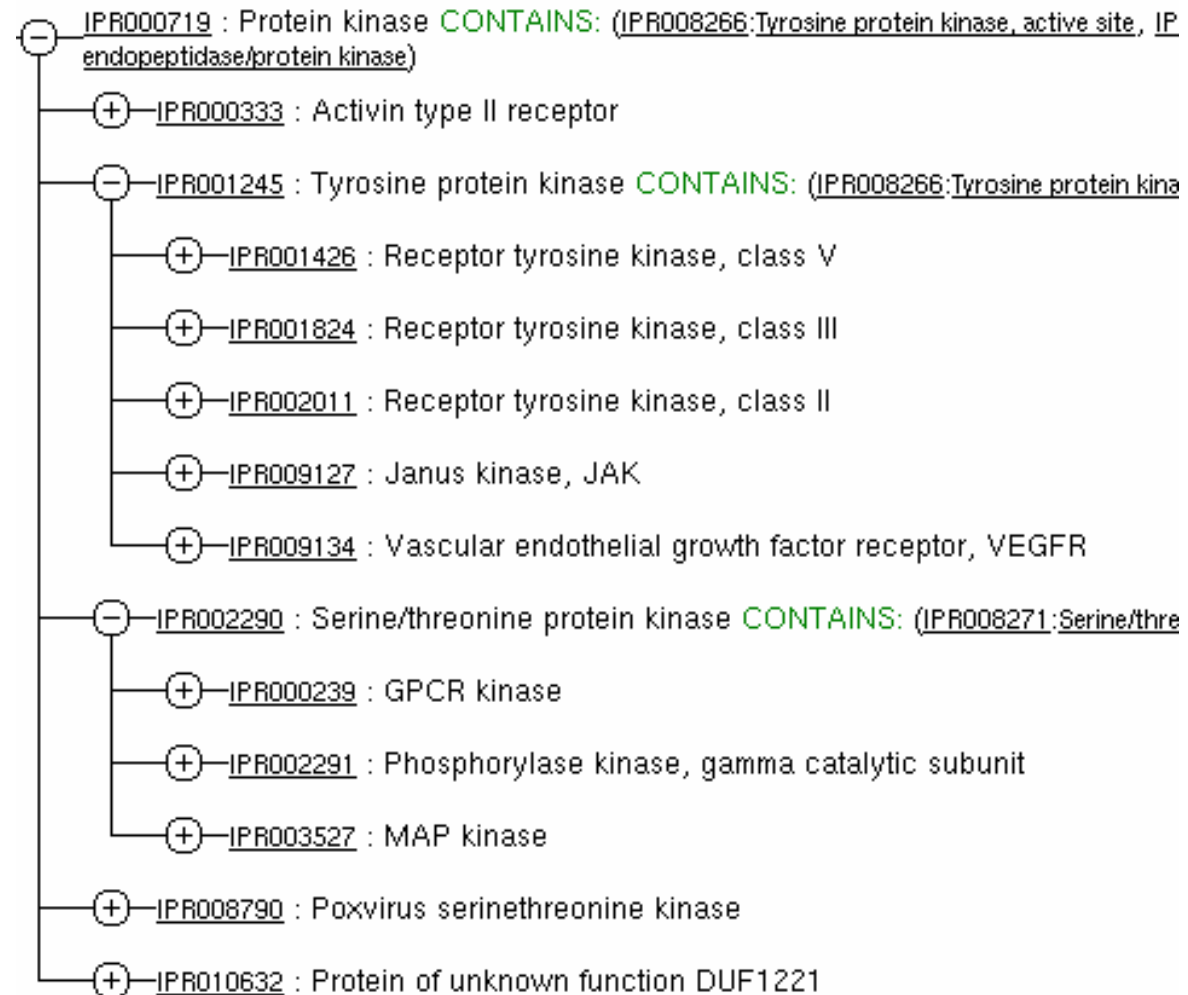 IPR000719 : Protein kinase CONTAINS: (IPR008266:Tyrosine protein kinase, active site, IP
endopeptidase/protein kinase)
IPR000333 : Activin type II receptor
IPR001245 : Tyrosine protein kinase CONTAINS: (IPR008266:Tyrosine protein kina
IPR001426 : Receptor tyrosine kinase, class V
IPR001824 : Receptor tyrosine kinase, class III
IPR002011 : Receptor tyrosine kinase, class II
IPR009127 : Janus kinase, JAK
IPR009134 : Vascular endothelial growth factor receptor, VEGFR
IPR002290 : Serine/threonine protein kinase CONTAINS: (IPR008271:Serine/thre
IPR000239 : GPCR kinase
IPR002291 : Phosphorylase kinase, gamma catalytic subunit
IPR003527 : MAP kinase
IPR008790 : Poxvirus serinethreonine kinase
IPR010632 : Protein of unknown function DUF1221